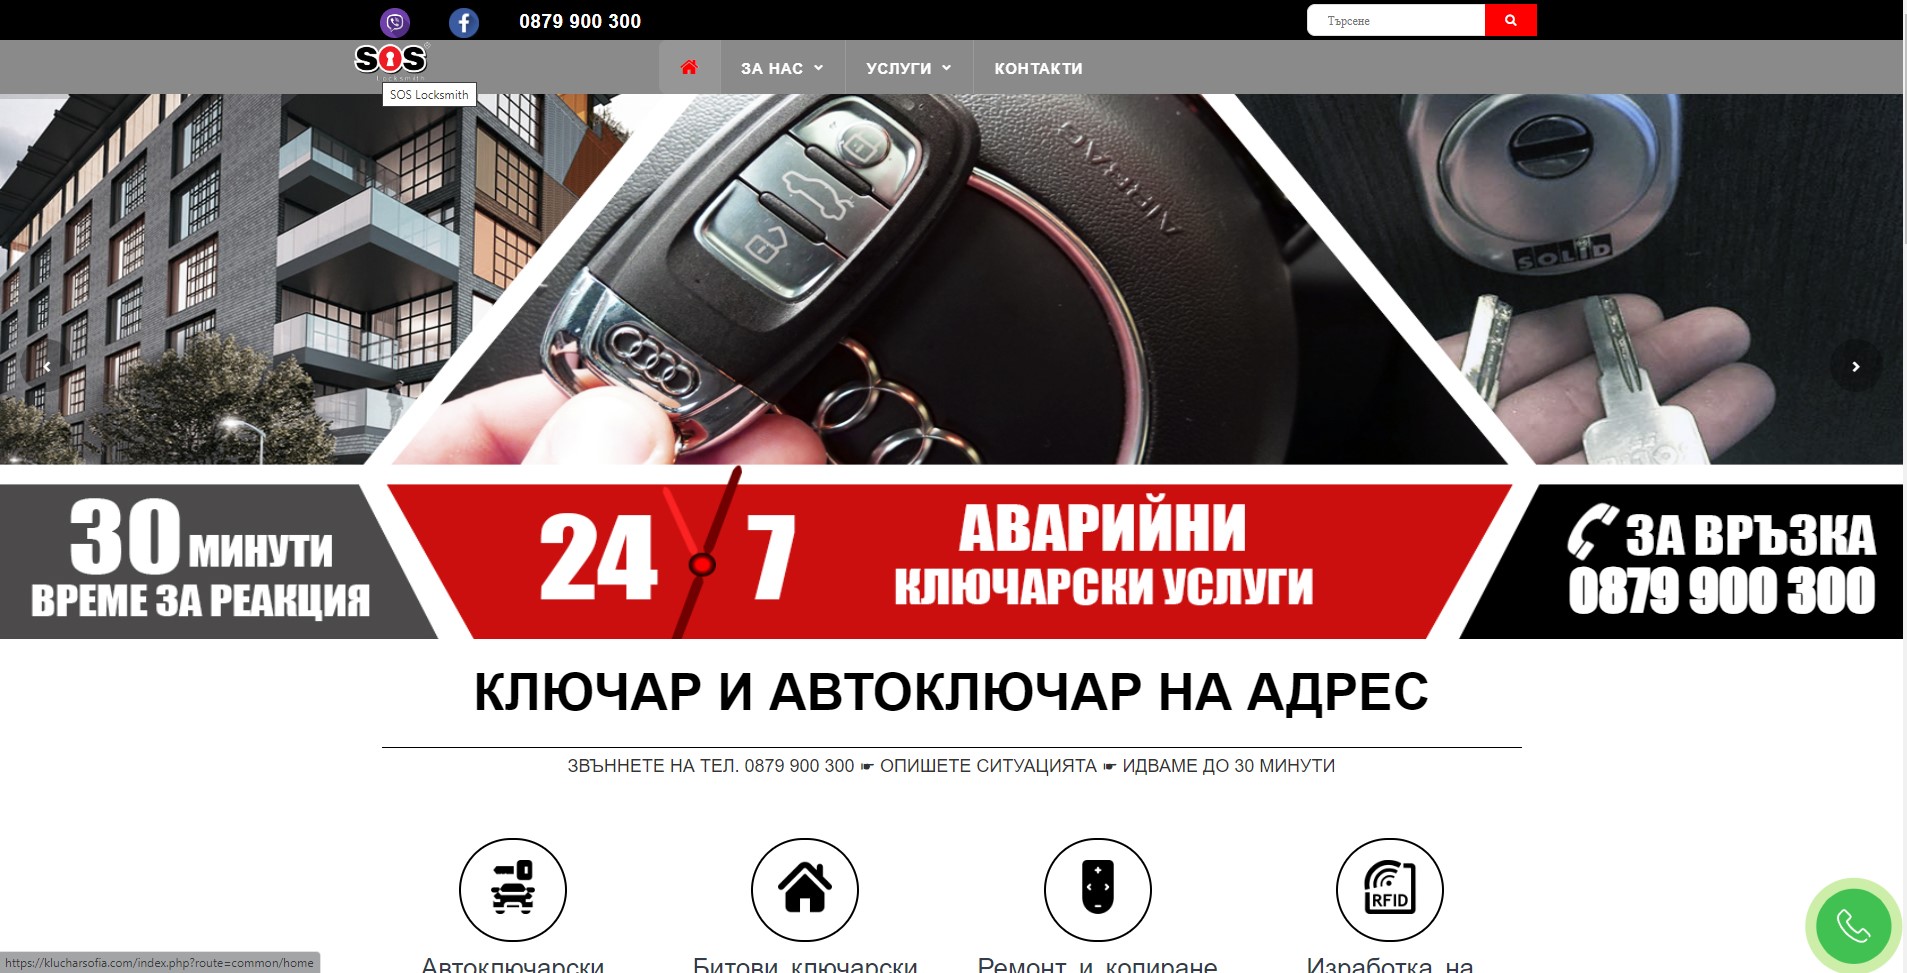 0879 900 300
Търсене
SOS
Locksmith
ЗА НАС
УСЛУГИ
КОНТАКТИ
SOS Locksmith
AIRBAG
SOLID
30 МИНУТИ
ВРЕМЕ ЗА РЕАКЦИЯ
24 7
АВАРИЙНИ
КЛЮЧАРСКИ УСЛУГИ
ЗА ВРЪЗКА
0879 900 300
КЛЮЧАР И АВТОКЛЮЧАР НА АДРЕС
ЗВЪННЕТЕ НА ТЕЛ. 0879 900 300 ☛ ОПИШЕТЕ СИТУАЦИЯТА ☛ ИДВАМЕ ДО 30 МИНУТИ
RFID
Автоключарски
Битови ключарски
Ремонт и копиране
Изработка на
https://klucharsofia.com/index.php?route=common/home